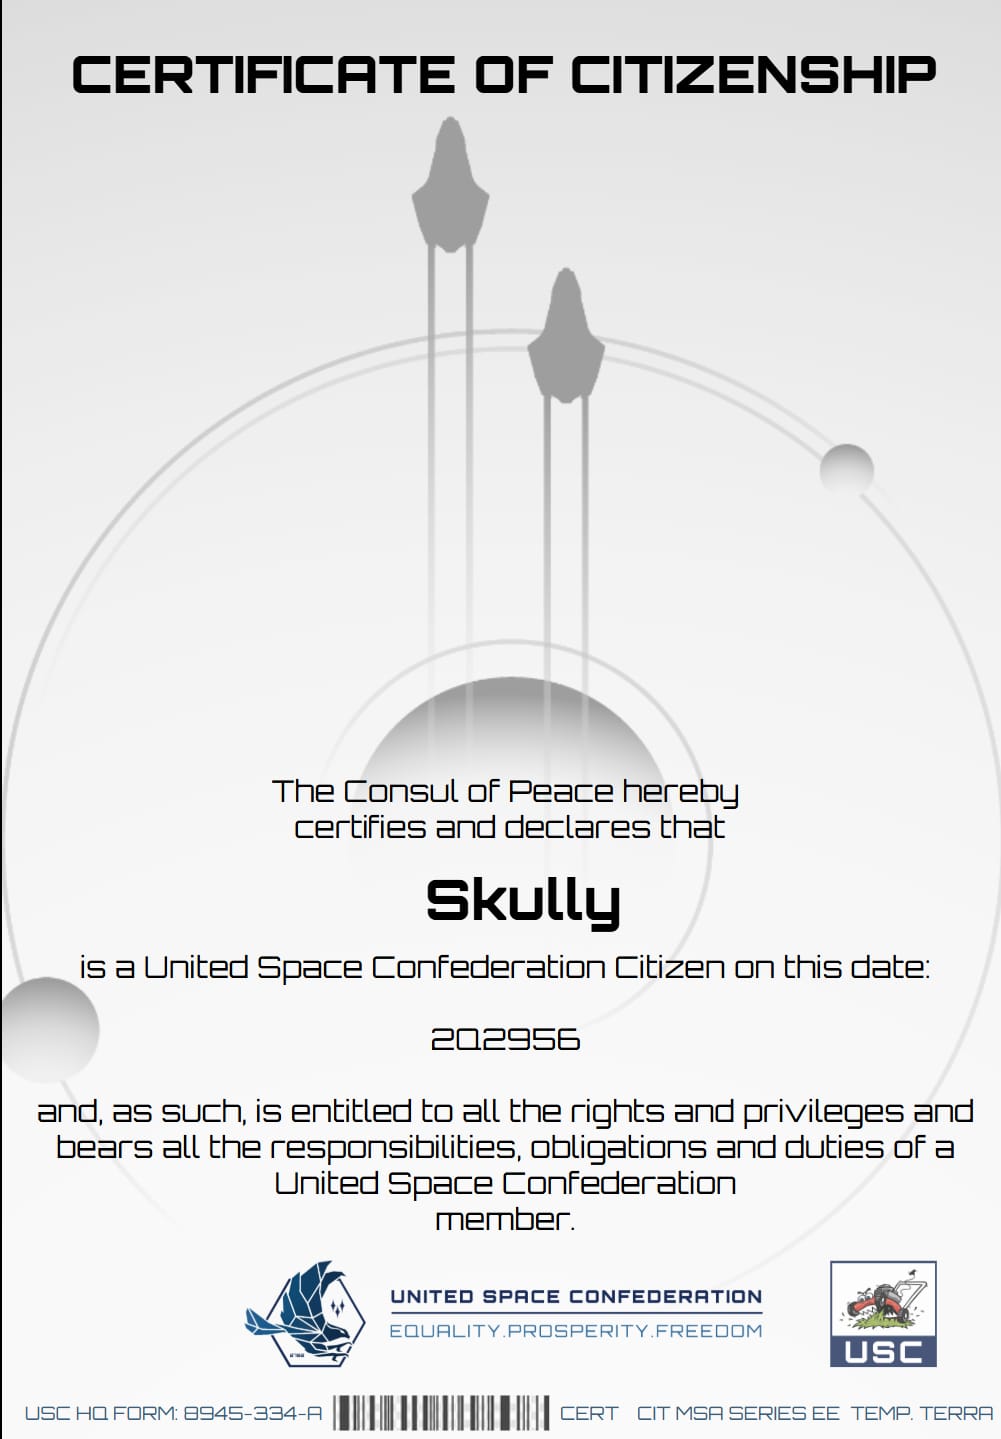 CERTIFICATE OF CITIZENSHIP
The Consul of Peace hereby
certifies and declares that
Skully
is a United Space Confederation Citizen on this date:
2Q2956
and, as such, is entitled to all the rights and privileges and
bears all the responsibilities, obligations and duties of a
United Space Confederation
member.
UNITED SPACE CONFEDERATION
EQUALITY.PROSPERITY.FREEDOM
USC
USC HQ FORM: 8945-334-A CERT CIT MSA SERIES EE TEMP. TERRA